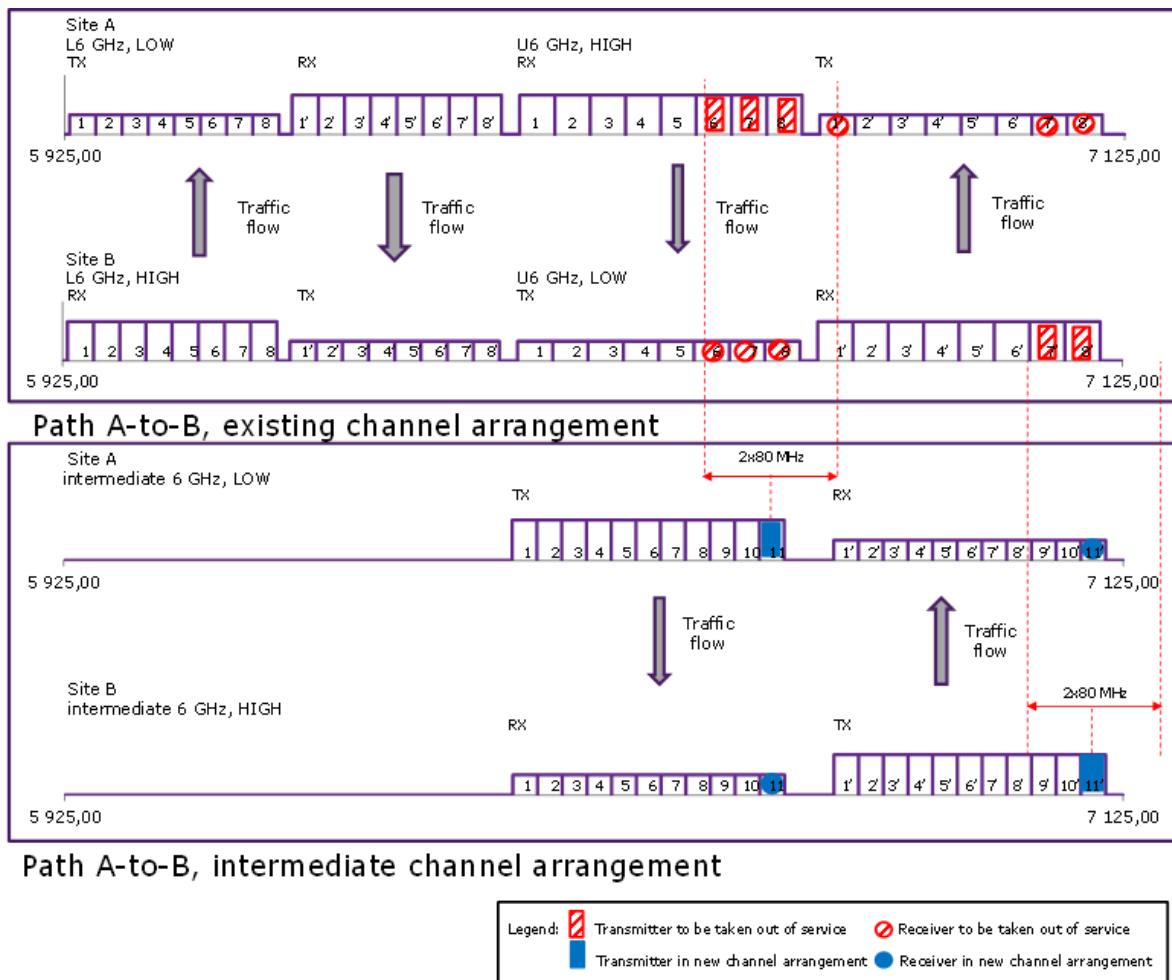 Site A
L6 GHz, LOW
U6 GHz, HIGH
TX RX RX TX
1 2 3 4 5 6 7 8 1' 2' 3' 4' 5' 6' 7' 8' 1 2 3 4 5 6 7 8 1' 2' 3' 4' 5' 6' 7' 8'
5 925,00 7 125,00
Traffic flow
Traffic flow
Traffic flow
Traffic flow
Site B
L6 GHz, HIGH
U6 GHz, LOW
RX TX TX RX
1 2 3 4 5 6 7 8 1' 2' 3' 4' 5' 6' 7' 8' 1 2 3 4 5 6 7 8 1' 2' 3' 4' 5' 6' 7' 8'
5 925,00 7 125,00
Path A-to-B, existing channel arrangement
Site A
intermediate 6 GHz, LOW
2x80 MHz
TX RX
1 2 3 4 5 6 7 8 9 10 11 1' 2' 3' 4' 5' 6' 7' 8' 9' 10' 11'
5 925,00 7 125,00
Traffic flow
Traffic flow
Site B
intermediate 6 GHz, HIGH
2x80 MHz
RX TX
1 2 3 4 5 6 7 8 9 10 11 1' 2' 3' 4' 5' 6' 7' 8' 9' 10' 11'
5 925,00 7 125,00
Path A-to-B, intermediate channel arrangement
Legend: Transmitter to be taken out of service Receiver to be taken out of service
Transmitter in new channel arrangement Receiver in new channel arrangement